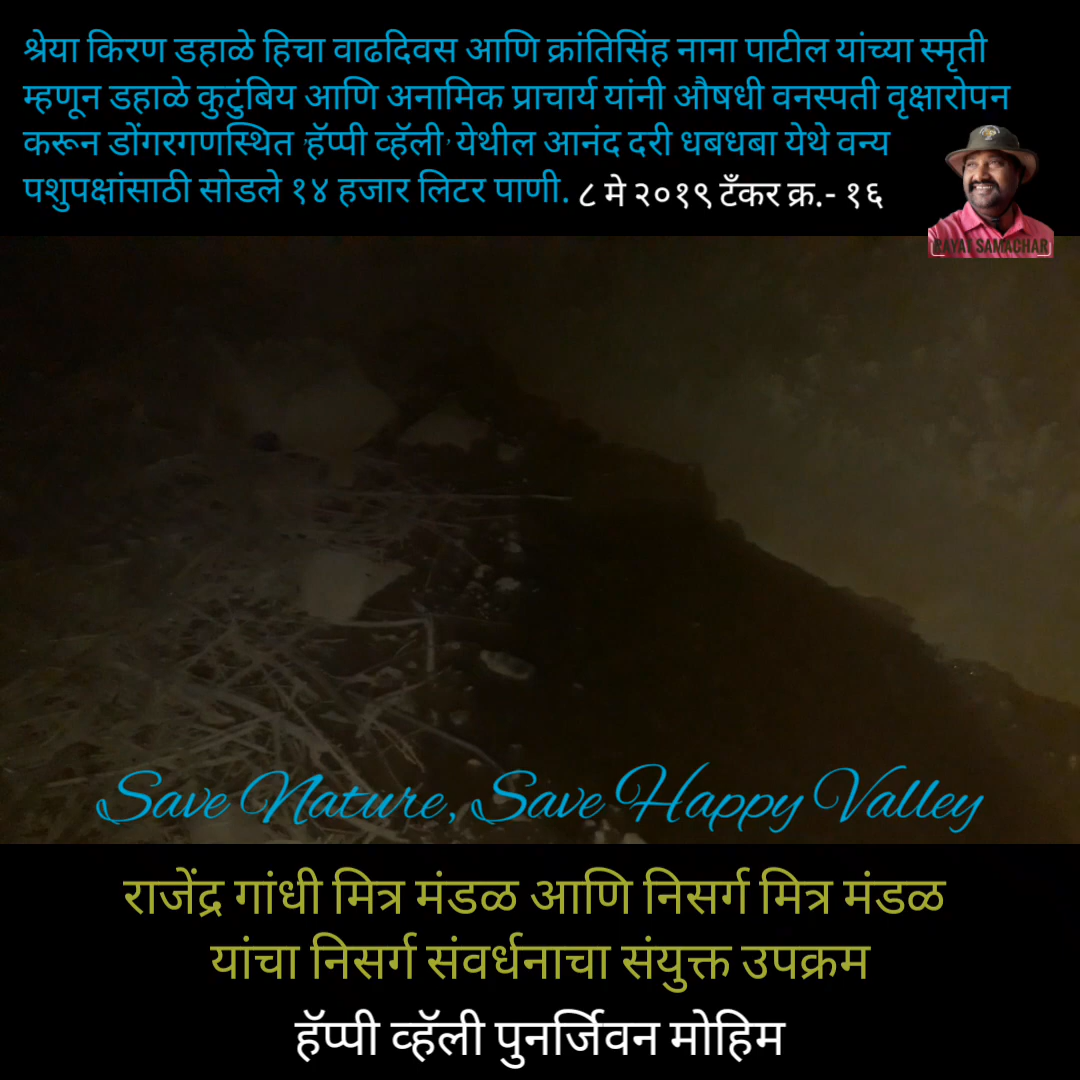 श्रेया किरण डहाळे हिचा वाढदिवस आणि क्रांतिसिंह नाना पाटील यांच्या स्मृती
म्हणून डहाळे कुटुंबिय आणि अनामिक प्राचार्य यांनी औषधी वनस्पती वृक्षारोपन
करून डोंगरगणस्थित 'हॅप्पी व्हॅली' येथील आनंद दरी धबधबा येथे वन्य
पशुपक्षांसाठी सोडले १४ हजार लिटर पाणी. ८ मे २०१९ टँकर क्र.- १६
RAYAT SAMACHAR
Save Nature, Save Happy Valley
राजेंद्र गांधी मित्र मंडळ आणि निसर्ग मित्र मंडळ
यांचा निसर्ग संवर्धनाचा संयुक्त उपक्रम
हॅप्पी व्हॅली पुनर्जिवन मोहिम